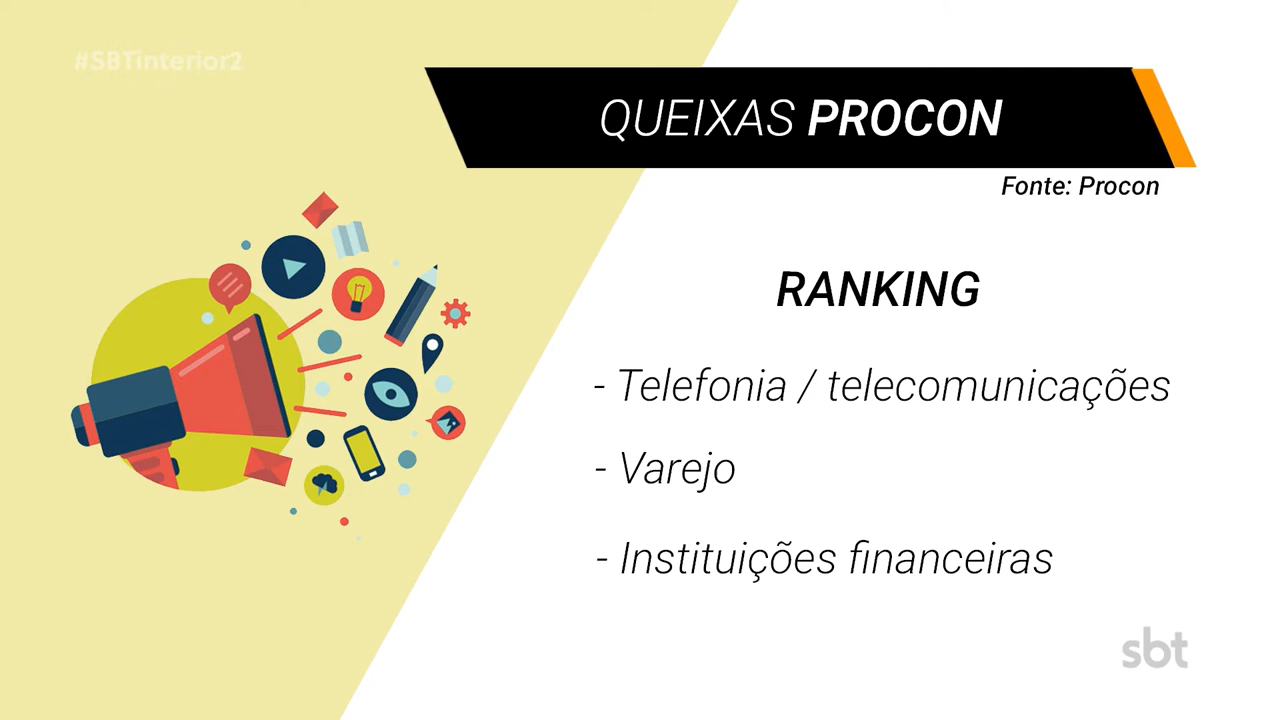 #SBTinterior2
QUEIXAS PROCON
Fonte: Procon
RANKING
- Telefonia / telecomunicações
- Varejo
- Instituições financeiras
sbt